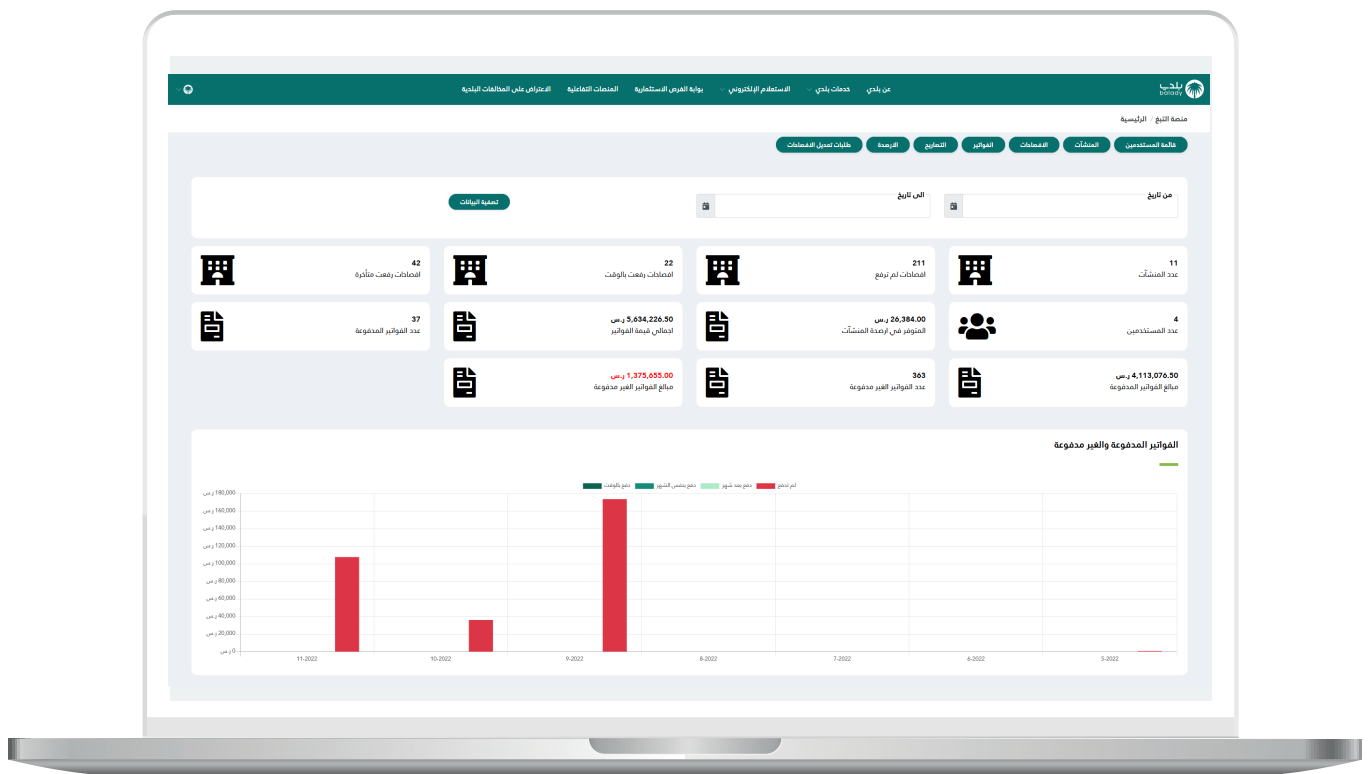 بلدي
balady
عن بلدي
خدمات بلدي
الاستعلام الإلكتروني
بوابة الفرص الاستثمارية
المنصات التفاعلية
الاعتراض على المخالفات البلدية
منصة التبغ / الرئيسية
قائمة المستخدمين
المنشآت
الافصاحات
الفواتير
التصاريح
الارصدة
طلبات تعديل الافصاحات
من تاريخ
الى تاريخ
تصفية البيانات
11
عدد المنشآت
211
افصاحات لم ترفع
22
افصاحات رفعت بالوقت
42
افصاحات رفعت متأخرة
4
عدد المستخدمين
26,384.00 ر.س
المتوفر في ارصدة المنشآت
5,634,226.50 ر.س
اجمالي قيمة الفواتير
37
عدد الفواتير المدفوعة
4,113,076.50 ر.س
مبالغ الفواتير المدفوعة
363
عدد الفواتير الغير مدفوعة
1,375,655.00 ر.س
مبالغ الفواتير الغير مدفوعة
الفواتير المدفوعة والغير مدفوعة
لم تدفع
دفع بعد شهر
دفع بنفس الشهر
دفع بالوقت
180,000 ر.س
160,000 ر.س
140,000 ر.س
120,000 ر.س
100,000 ر.س
80,000 ر.س
60,000 ر.س
40,000 ر.س
20,000 ر.س
0 ر.س
11-2022
10-2022
9-2022
8-2022
7-2022
6-2022
5-2022